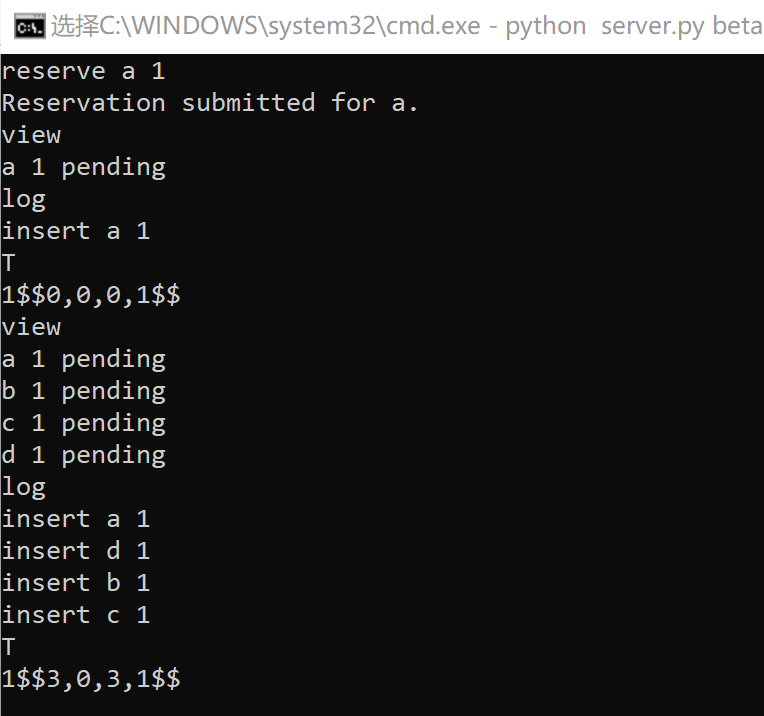 选择C:\WINDOWS\system32\cmd.exe - python  server.py beta
reserve a 1
Reservation submitted for a.
view
a 1 pending
log
insert a 1
T
1$$0,0,0,1$$
view
a 1 pending
b 1 pending
c 1 pending
d 1 pending
log
insert a 1
insert d 1
insert b 1
insert c 1
T
1$$3,0,3,1$$